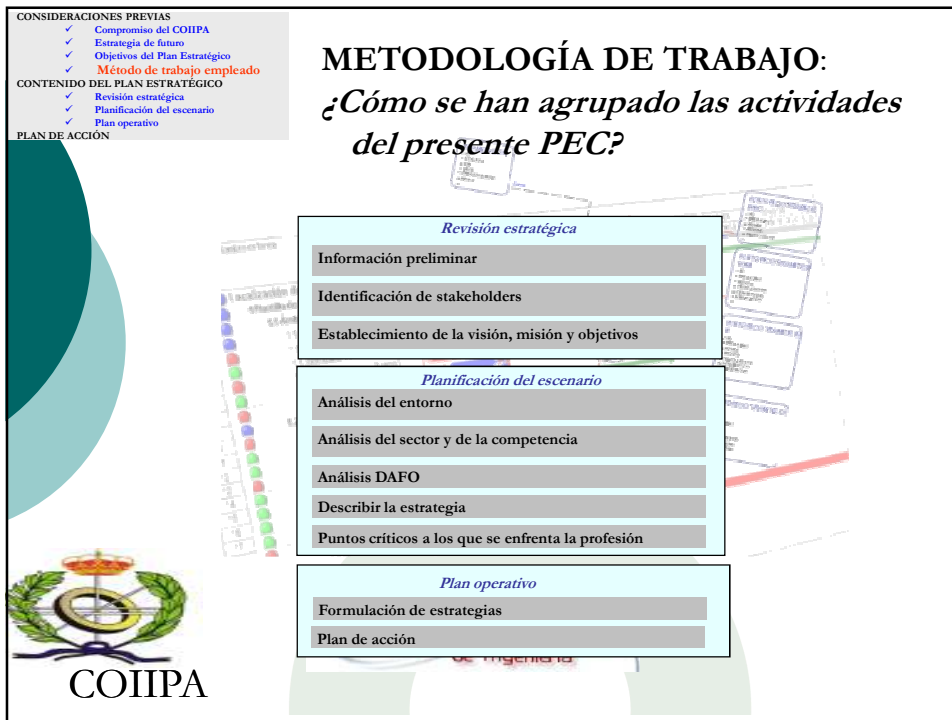 CONSIDERACIONES PREVIAS
✓ Compromiso del COIIPA
✓ Estrategia de futuro
✓ Objetivos del Plan Estratégico
✓ Método de trabajo empleado
CONTENIDO DEL PLAN ESTRATÉGICO
✓ Revisión estratégica
✓ Planificación del escenario
✓ Plan operativo
PLAN DE ACCIÓN
METODOLOGÍA DE TRABAJO:
¿Cómo se han agrupado las actividades
del presente PEC?
Revisión estratégica
Información preliminar
Identificación de stakeholders
Establecimiento de la visión, misión y objetivos
Planificación del escenario
Análisis del entorno
Análisis del sector y de la competencia
Análisis DAFO
Describir la estrategia
Puntos críticos a los que se enfrenta la profesión
Plan operativo
Formulación de estrategias
Plan de acción
de Ingeniería
COIIPA